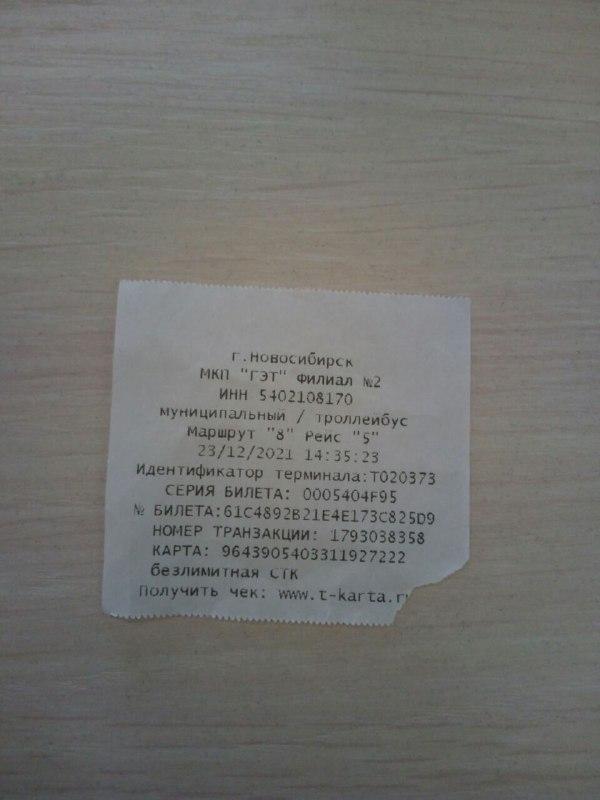 г.Новосибирск
МКП "ГЭТ" Филиал №2
ИНН 5402108170
муниципальный / троллейбус
Маршрут "8" Рейс "5"
23/12/2021 14:35:23
Идентификатор терминала:T020373
СЕРИЯ БИЛЕТА: 0005404F95
№ БИЛЕТА:61C4892B21E4E173C825D9
НОМЕР ТРАНЗАКЦИИ: 1793038358
КАРТА: 9643905403311927222
безлимитная СТК
Получить чек: www.t-karta.ru